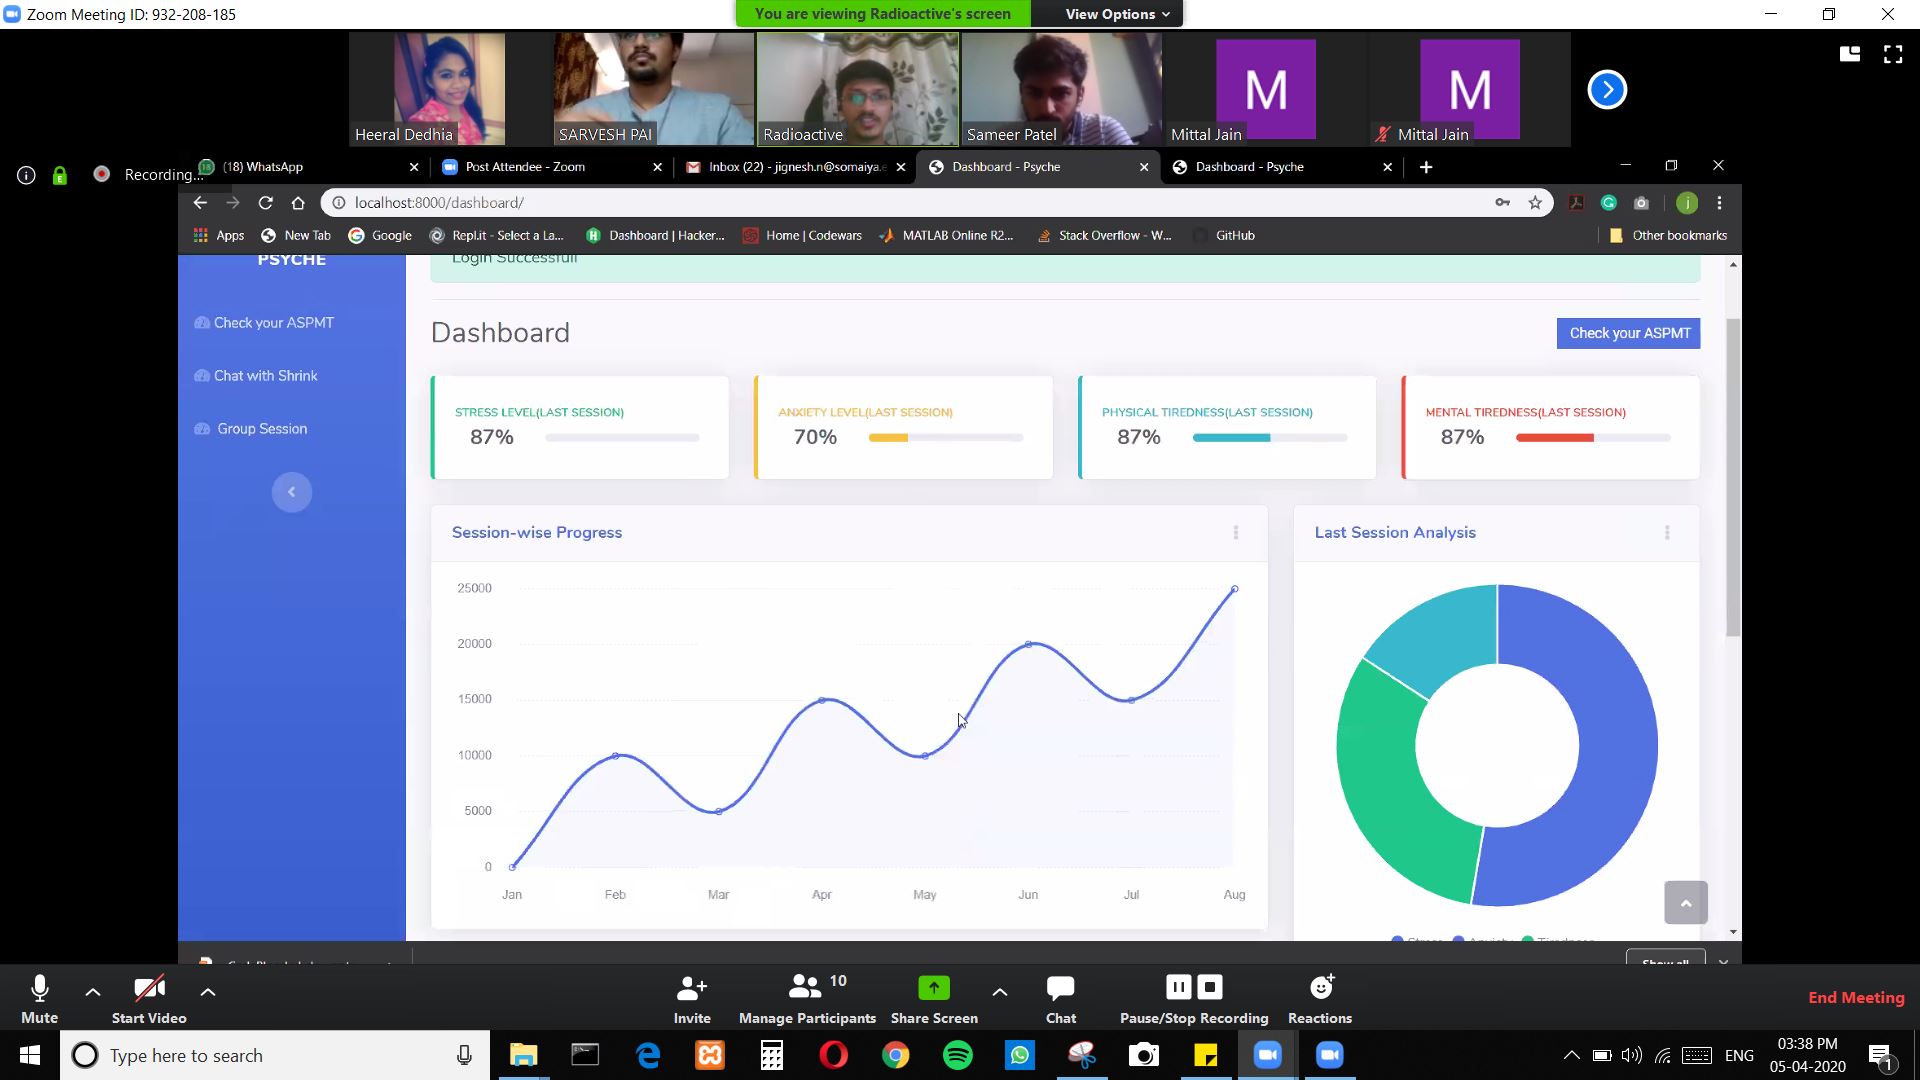 Zoom Meeting ID: 932-208-185
You are viewing Radioactive's screen
View Options
M
M
Heeral Dedhia
SARVESH PAI
Radioactive
Sameer Patel
Mittal Jain
Mittal Jain
Recording...
(18) WhatsApp
Post Attendee - Zoom
Inbox (22) - jignesh.n@somaiya.e
Dashboard - Psyche
Dashboard - Psyche
localhost:8000/dashboard/
j
Apps
New Tab
Google
Repl.it - Select a La...
Dashboard | Hacker...
Home | Codewars
MATLAB Online R2...
Stack Overflow - W...
GitHub
Other bookmarks
PSYCHE
Login Successfull
Check your ASPMT
Chat with Shrink
Group Session
Dashboard
Check your ASPMT
STRESS LEVEL(LAST SESSION)
87%
ANXIETY LEVEL(LAST SESSION)
70%
PHYSICAL TIREDNESS(LAST SESSION)
87%
MENTAL TIREDNESS(LAST SESSION)
87%
Session-wise Progress
25000
20000
15000
10000
5000
0
Jan Feb Mar Apr May Jun Jul Aug
Last Session Analysis
Stress Anxiety Tiredness
Show all
Mute
Start Video
Invite
10
Manage Participants
Share Screen
Chat
Pause/Stop Recording
Reactions
End Meeting
Type here to search
ENG
03:38 PM
05-04-2020
1